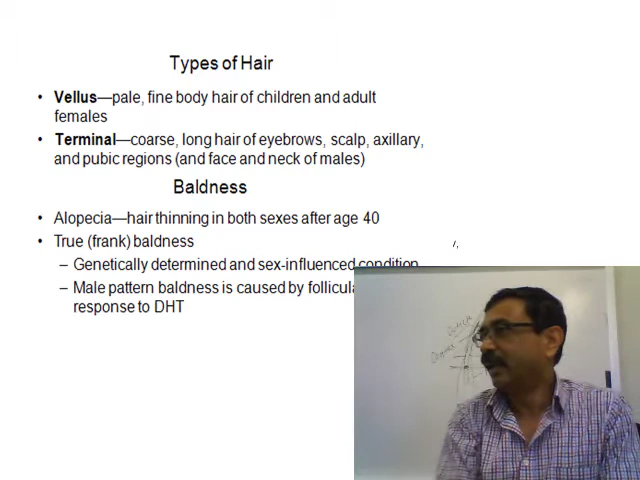 Types of Hair
• Vellus—pale, fine body hair of children and adult
females
• Terminal—coarse, long hair of eyebrows, scalp, axillary,
and pubic regions (and face and neck of males)
Baldness
• Alopecia—hair thinning in both sexes after age 40
• True (frank) baldness
– Genetically determined and sex-influenced condition
– Male pattern baldness is caused by follicula
response to DHT